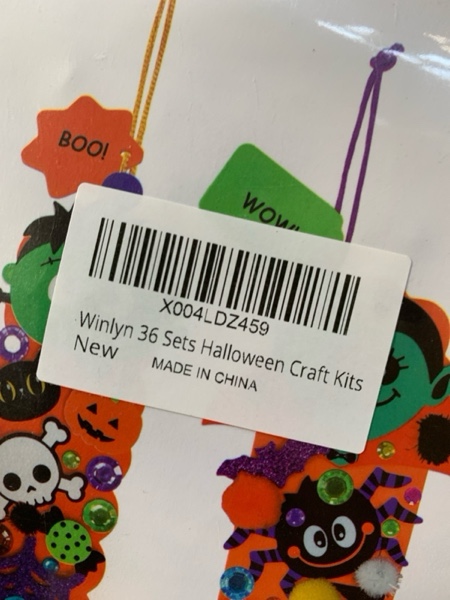 BOO!
WOW!
X004LDZ459
Winlyn 36 Sets Halloween Craft Kits
New
MADE IN CHINA